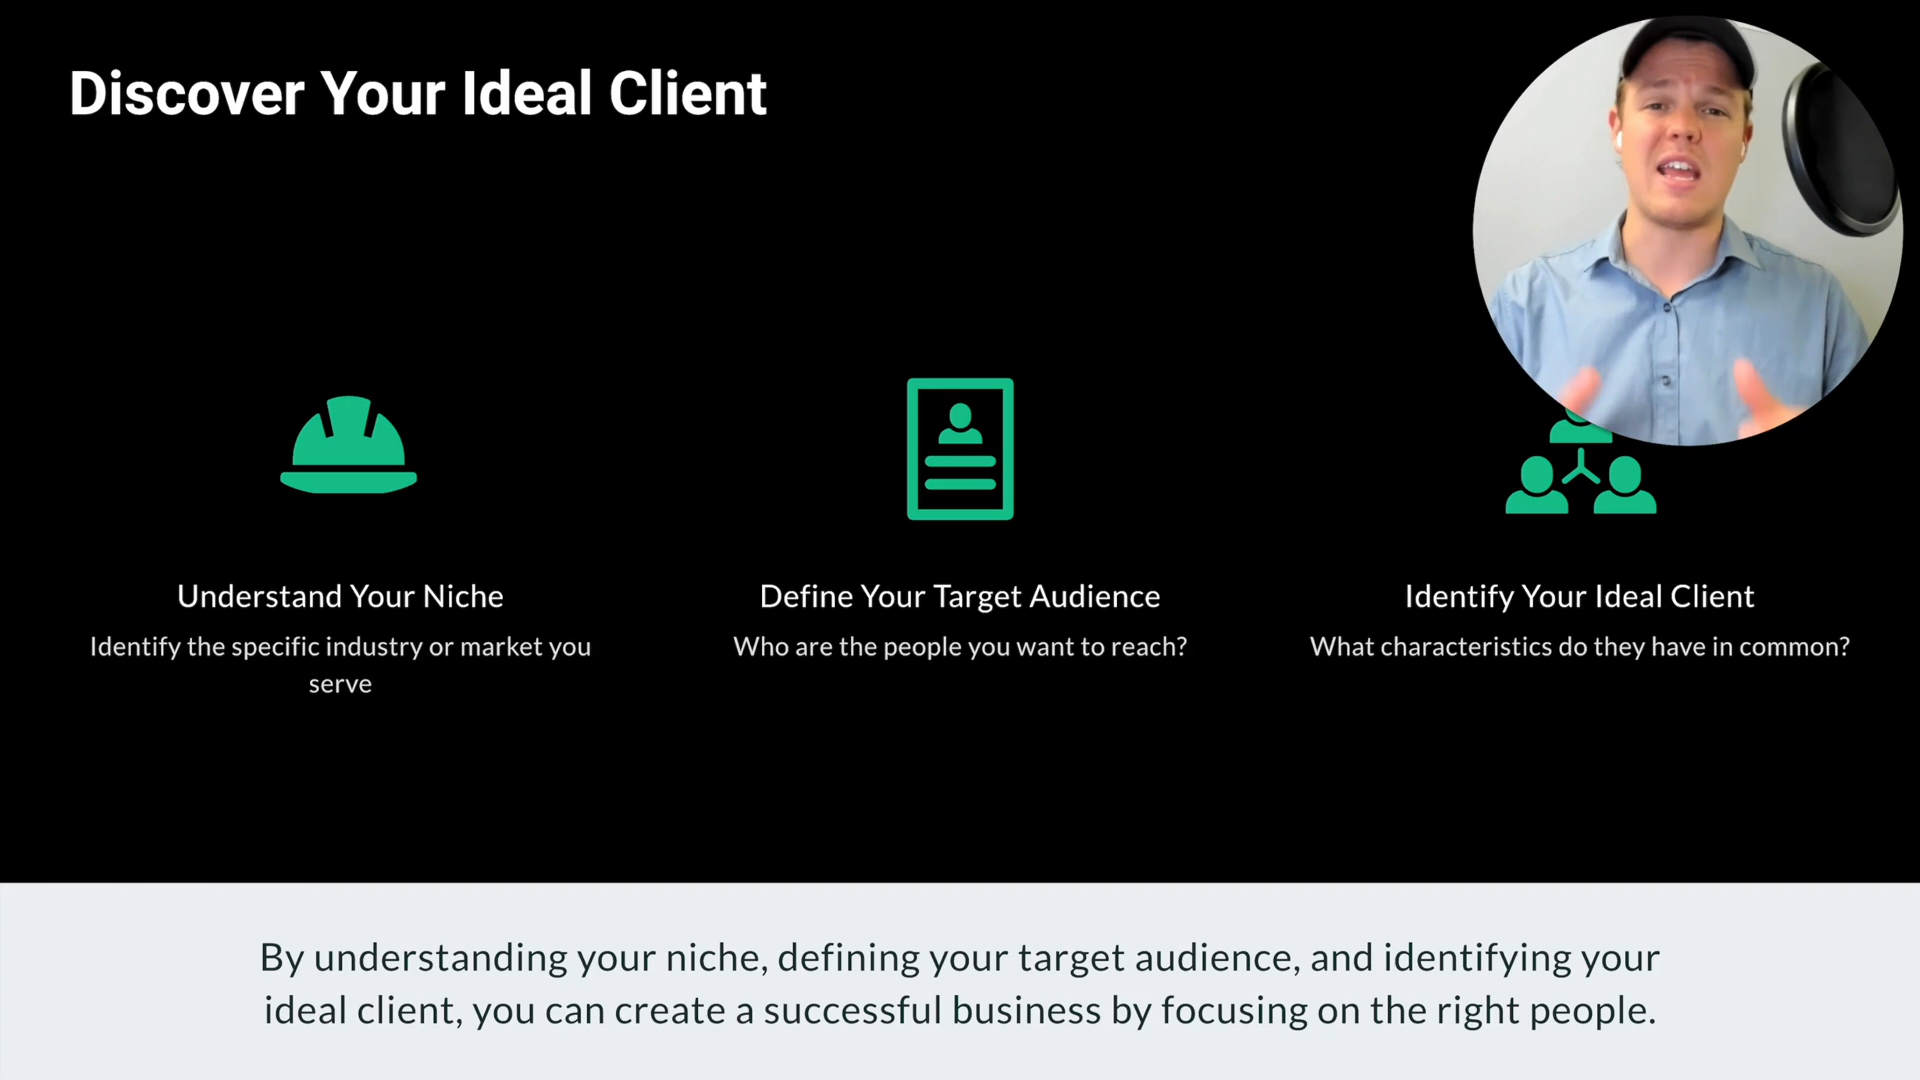 Discover Your Ideal Client
Understand Your Niche
Identify the specific industry or market you
serve
Define Your Target Audience
Who are the people you want to reach?
Identify Your Ideal Client
What characteristics do they have in common?
By understanding your niche, defining your target audience, and identifying your
ideal client, you can create a successful business by focusing on the right people.